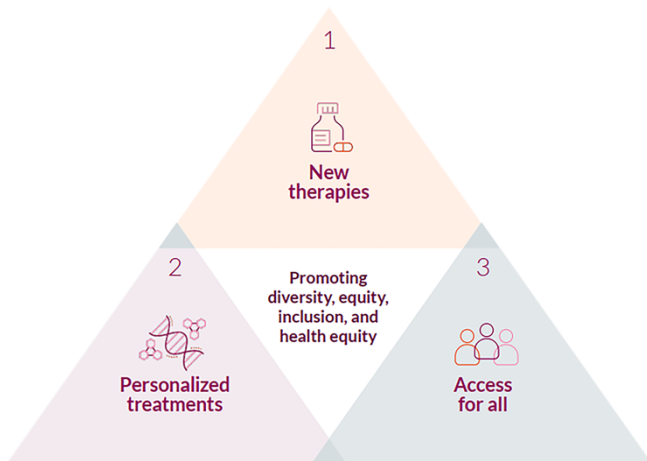 1
New
therapies
2
Personalized
treatments
Promoting
diversity, equity,
inclusion, and
health equity
3
Access
for all